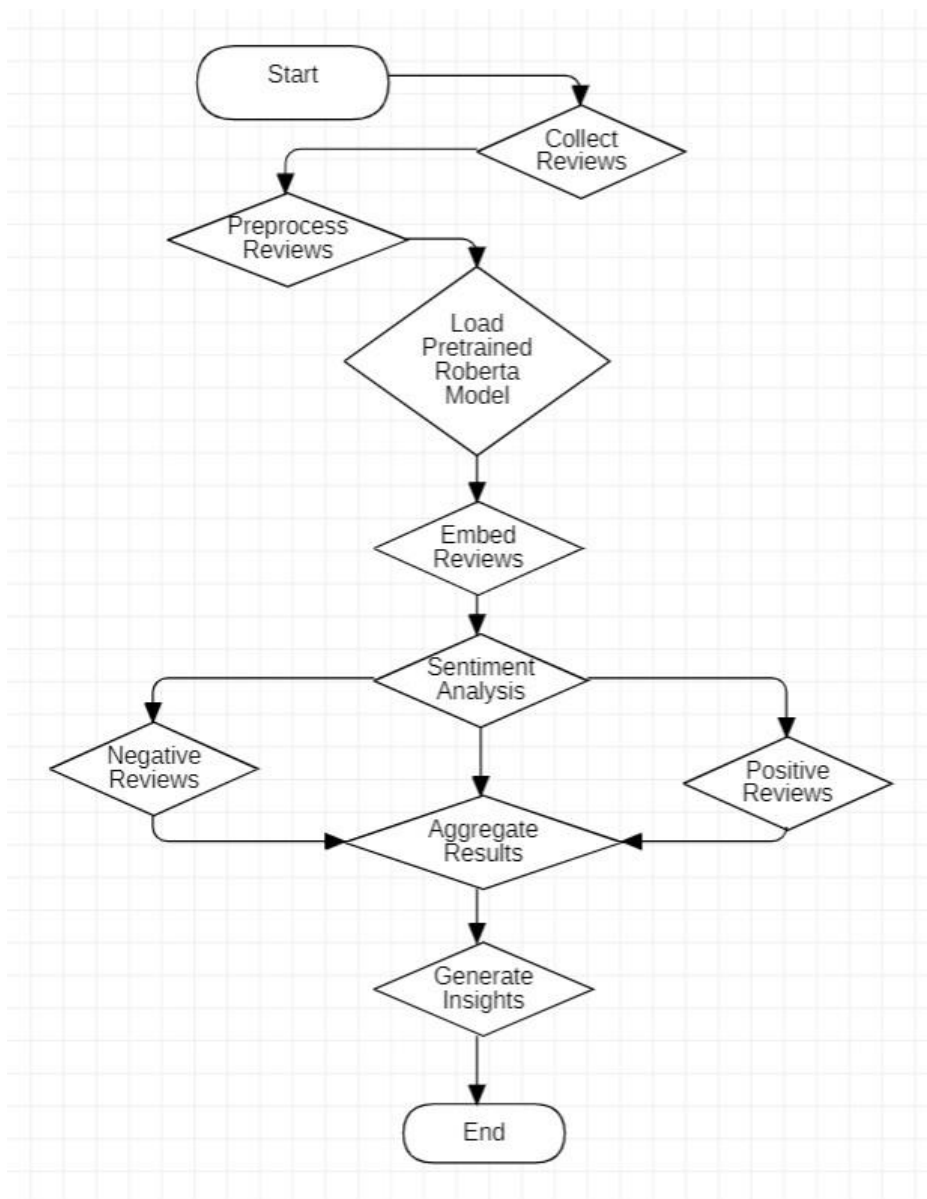 Start
Collect
Reviews
Preprocess
Reviews
Load
Pretrained
Roberta
Model
Embed
Reviews
Sentiment
Analysis
Negative
Reviews
Positive
Reviews
Aggregate
Results
Generate
Insights
End